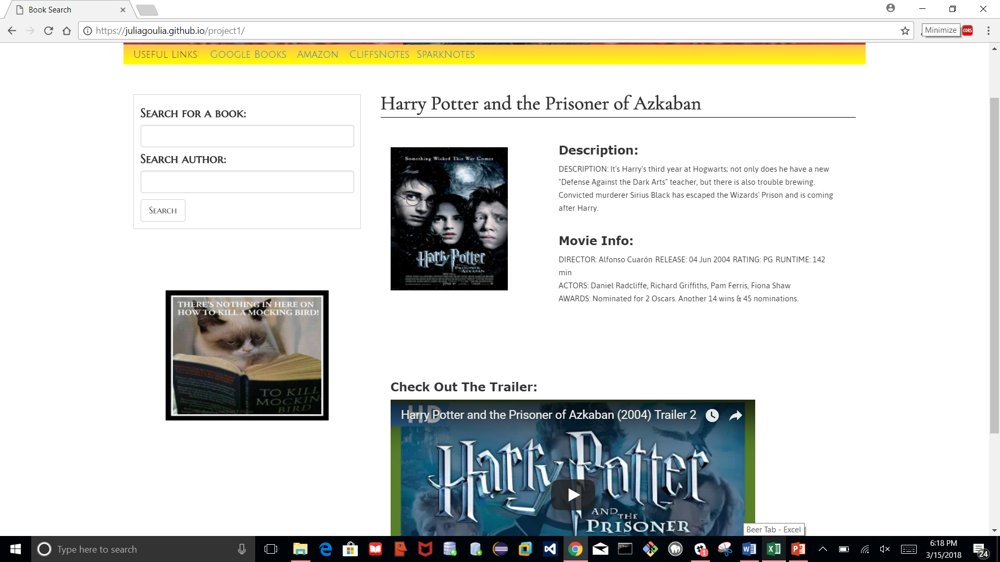 Book Search
https://juliagoulia.github.io/project1/
Minimize
CORS
Useful Links: Google Books Amazon CliffsNotes SparkNotes
Search for a book:
Search author:
Search
THERE'S NOTHING IN HERE ON
HOW TO KILL A MOCKING BIRD!
TO KILL
MOCKIN
BIRD
Harry Potter and the Prisoner of Azkaban
Something Wicked This Way Comes
Harry Potter
AND THE
PRISONER
OF AZKABAN
JUNE
Description:
DESCRIPTION: It's Harry's third year at Hogwarts; not only does he have a new
"Defense Against the Dark Arts" teacher, but there is also trouble brewing.
Convicted murderer Sirius Black has escaped the Wizards' Prison and is coming
after Harry.
Movie Info:
DIRECTOR: Alfonso Cuarón RELEASE: 04 Jun 2004 RATING: PG RUNTIME: 142
min
ACTORS: Daniel Radcliffe, Richard Griffiths, Pam Ferris, Fiona Shaw
AWARDS: Nominated for 2 Oscars. Another 14 wins & 45 nominations.
Check Out The Trailer:
HD
Harry Potter and the Prisoner of Azkaban (2004) Trailer 2
Harry Potter
AND THE
PRISONER
Beer Tab - Excel
Type here to search
1
6:18 PM
3/15/2018
24